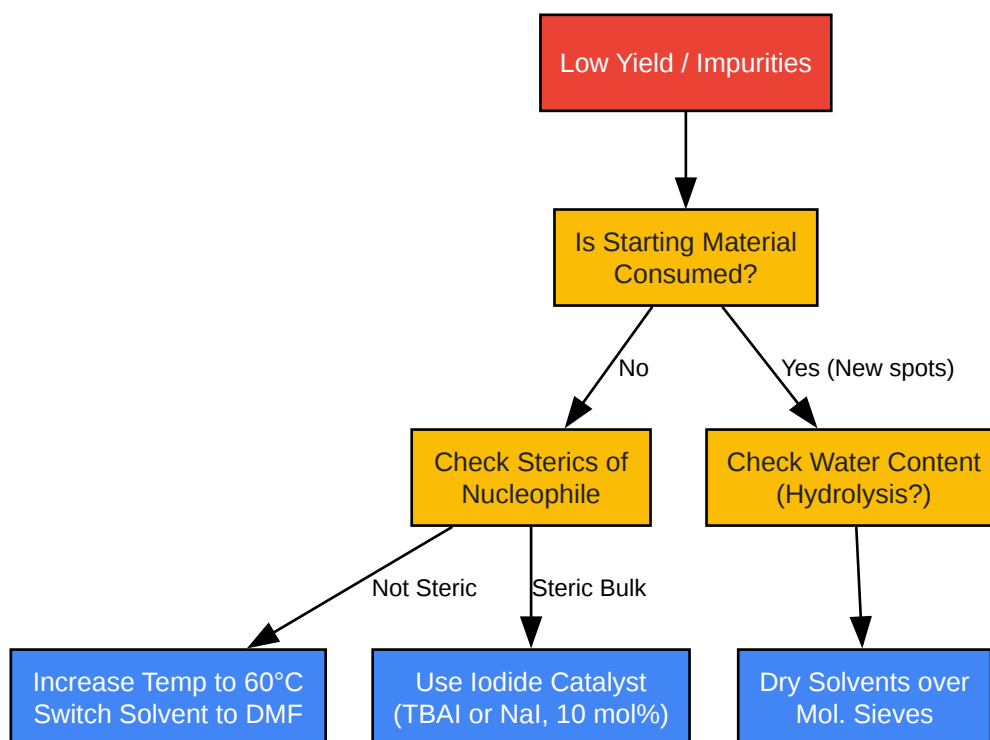 Low Yield / Impurities
Is Starting Material
Consumed?
No
Yes (New spots)
Check Sterics of
Nucleophile
Check Water Content
(Hydrolysis?)
Not Steric
Steric Bulk
Increase Temp to 60°C
Switch Solvent to DMF
Use Iodide Catalyst
(TBAI or NaI, 10 mol%)
Dry Solvents over
Mol. Sieves